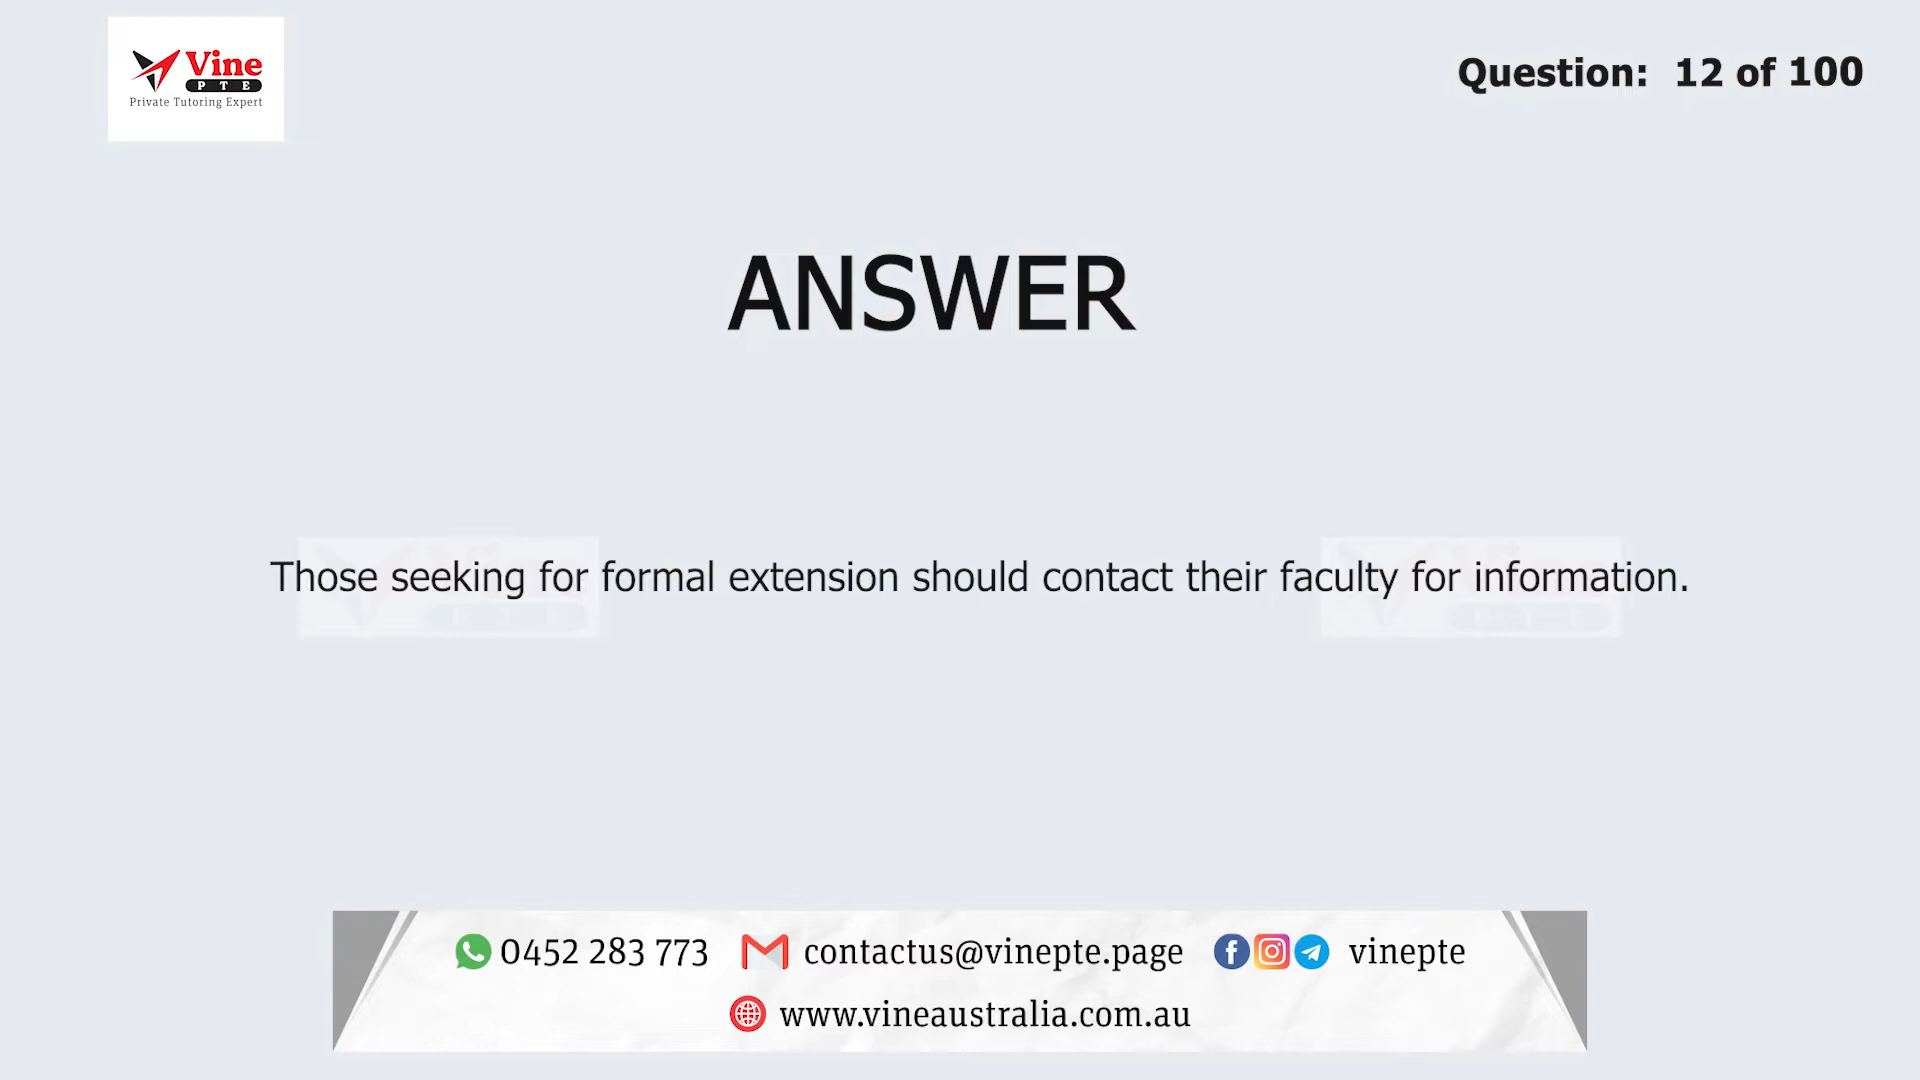 Vine
PTE
Private Tutoring Expert
Question: 12 of 100
ANSWER
Those seeking for formal extension should contact their faculty for information.
0452 283 773 contactus@vinepte.page vinepte
www.vineaustralia.com.au